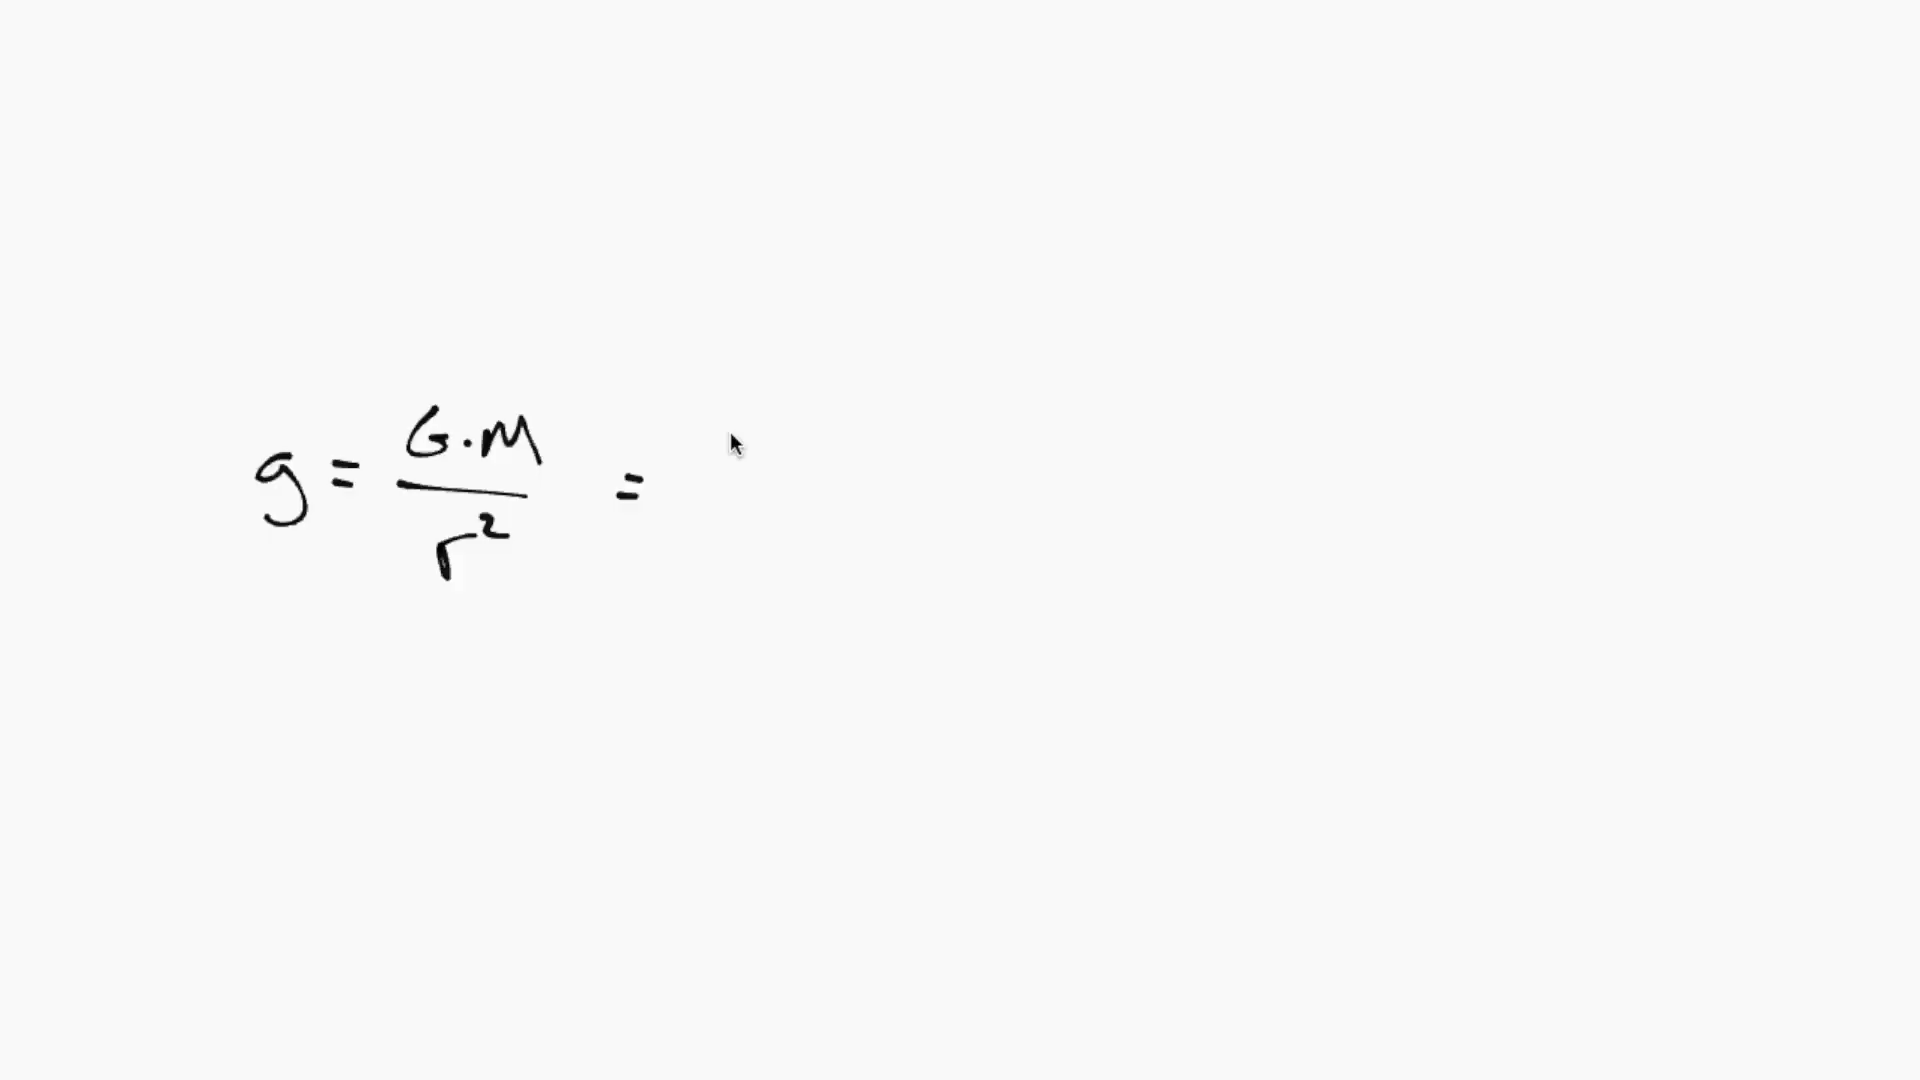 g = G·M / r² =